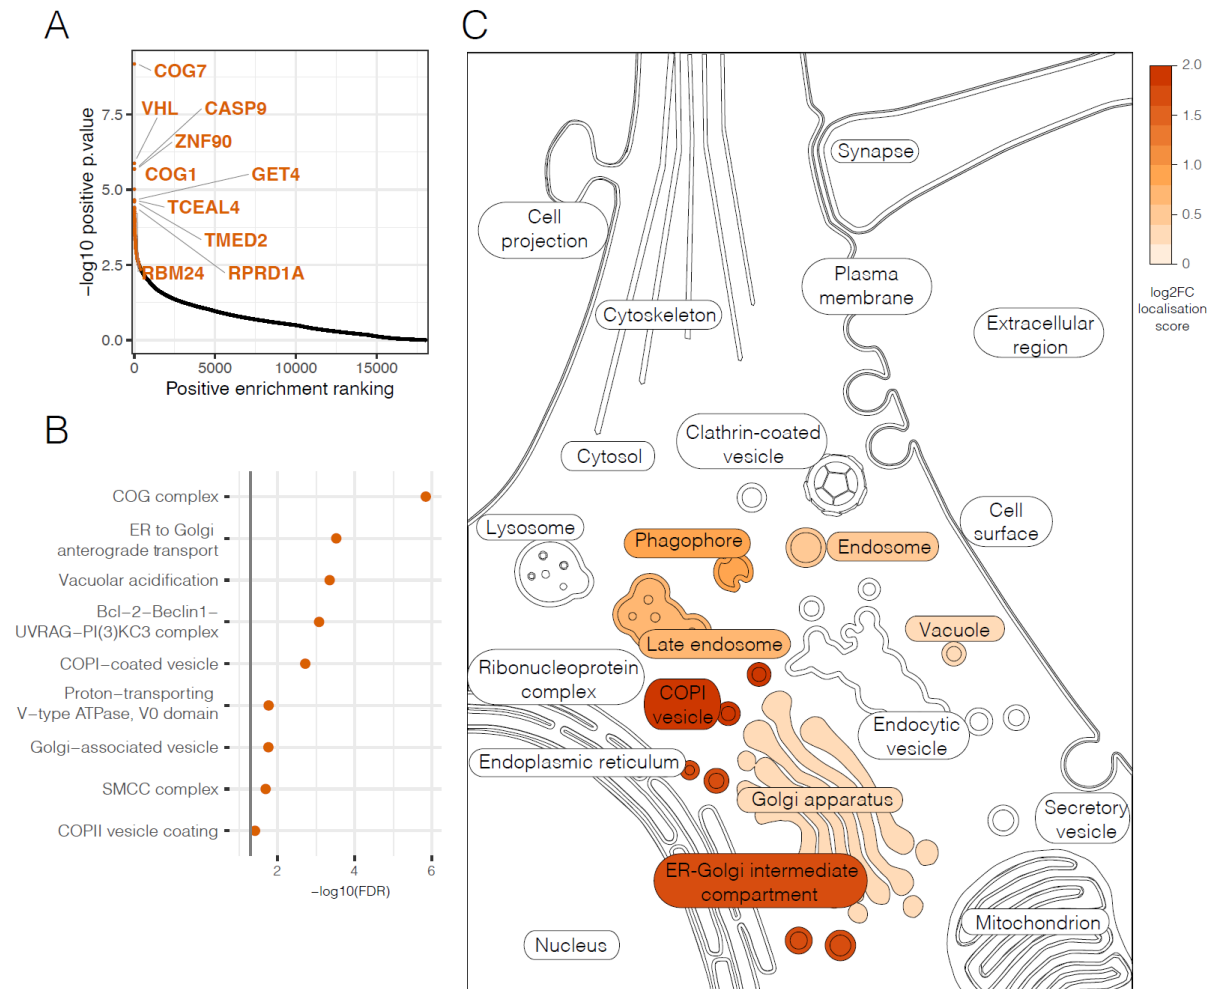 A
COG7
VHL
CASP9
ZNF90
COG1
GET4
TCEAL4
TMED2
RBM24
RPRD1A
7.5
5.0
2.5
0.0
0
5000
10000
15000
−log10 positive p.value
Positive enrichment ranking
B
COG complex
ER to Golgi
anterograde transport
Vacuolar acidification
Bcl−2−Beclin1−
UVRAG−PI(3)KC3 complex
COPI−coated vesicle
Proton−transporting
V−type ATPase, V0 domain
Golgi−associated vesicle
SMCC complex
COPII vesicle coating
2
4
6
−log10(FDR)
C
Synapse
Cell
projection
Plasma
membrane
Cytoskeleton
Extracellular
region
Clathrin-coated
vesicle
Cytosol
Cell
surface
Lysosome
Phagophore
Endosome
Vacuole
Late endosome
Ribonucleoprotein
complex
COPI
vesicle
Endocytic
vesicle
Endoplasmic reticulum
Golgi apparatus
Secretory
vesicle
ER-Golgi intermediate
compartment
Mitochondrion
Nucleus
2.0
1.5
1.0
0.5
0
log2FC
localisation
score